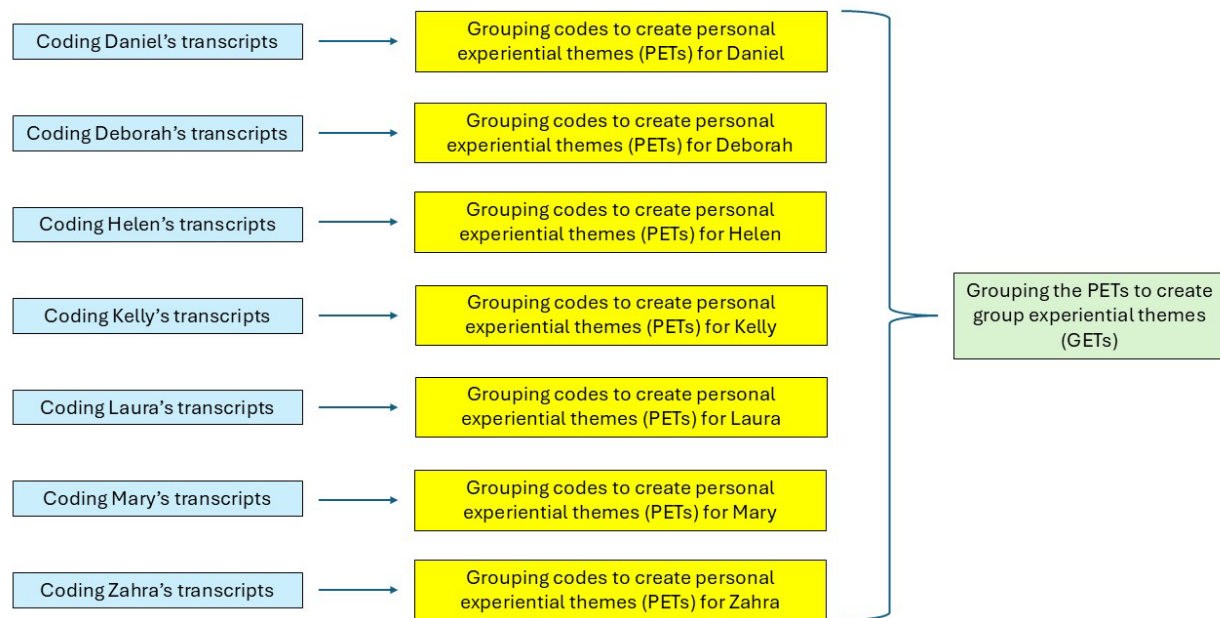 Coding Daniel’s transcripts
Grouping codes to create personal
experiential themes (PETs) for Daniel
Coding Deborah’s transcripts
Grouping codes to create personal
experiential themes (PETs) for Deborah
Coding Helen’s transcripts
Grouping codes to create personal
experiential themes (PETs) for Helen
Coding Kelly’s transcripts
Grouping codes to create personal
experiential themes (PETs) for Kelly
Coding Laura’s transcripts
Grouping codes to create personal
experiential themes (PETs) for Laura
Coding Mary’s transcripts
Grouping codes to create personal
experiential themes (PETs) for Mary
Coding Zahra’s transcripts
Grouping codes to create personal
experiential themes (PETs) for Zahra
Grouping the PETs to create
group experiential themes
(GETs)